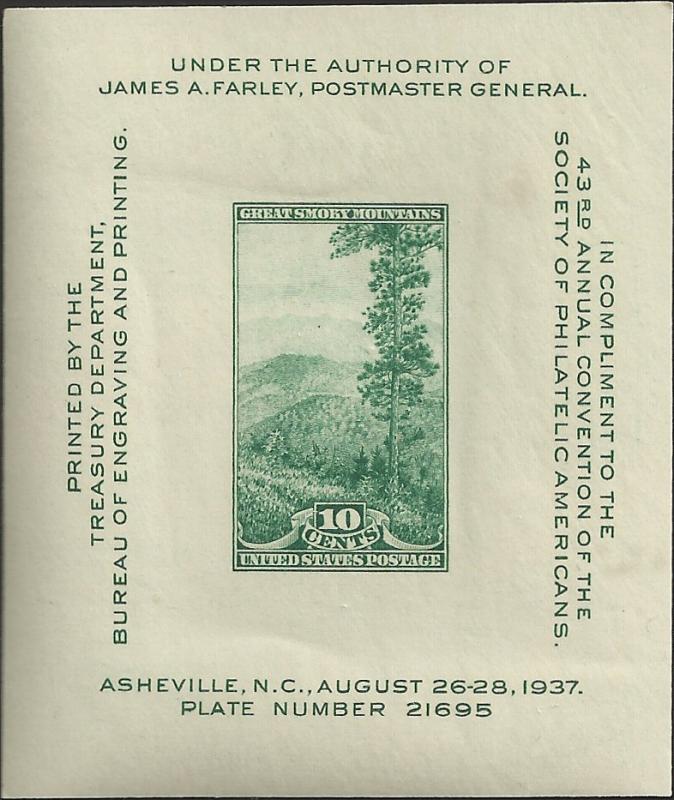 UNDER THE AUTHORITY OF
JAMES A. FARLEY, POSTMASTER GENERAL.
PRINTED BY THE
TREASURY DEPARTMENT,
BUREAU OF ENGRAVING AND PRINTING.
GREAT SMOKY MOUNTAINS
10
CENTS
UNITED STATES POSTAGE
IN COMPLIMENT TO THE
43RD ANNUAL CONVENTION OF THE
SOCIETY OF PHILATELIC AMERICANS.
ASHEVILLE, N.C., AUGUST 26-28, 1937.
PLATE NUMBER 21695